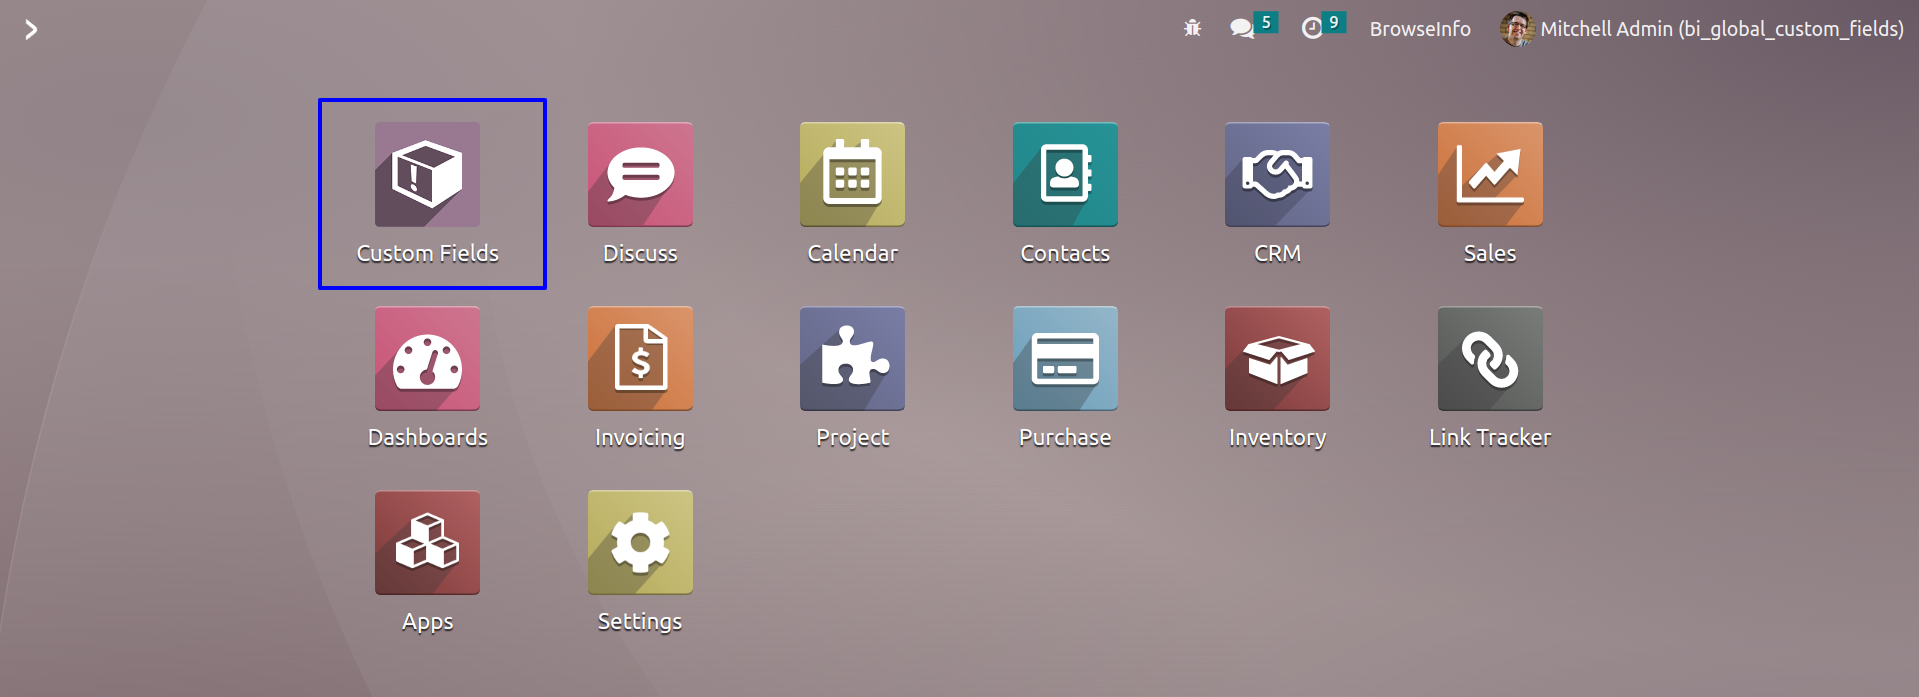 5 9 BrowseInfo Mitchell Admin (bi_global_custom_fields)
Custom Fields Discuss Calendar Contacts CRM Sales
Dashboards Invoicing Project Purchase Inventory Link Tracker
Apps Settings